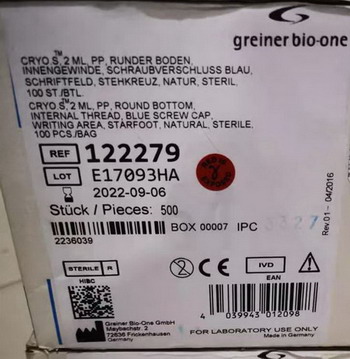 greiner bio-one
CRYO.S™, 2 ML, PP, RUNDER BODEN,
INNENGEWINDE, SCHRAUBVERSCHLUSS BLAU,
SCHRIFTFELD, STEHKREUZ, NATUR, STERIL,
100 ST./BTL.
CRYO.S™, 2 ML, PP, ROUND BOTTOM,
INTERNAL THREAD, BLUE SCREW CAP,
WRITING AREA, STARFOOT, NATURAL, STERILE,
100 PCS./BAG
REF 122279
LOT E17093HA
2022-09-06
Stück / Pieces: 500
BOX 00007 IPC
2236039
Rev.01 - 04/2016
STERILE R
2
CE
IVD
HIBC
EAN
4 039943 012098
Greiner Bio-One GmbH
Maybachstr. 2
72636 Frickenhausen
Germany
FOR LABORATORY USE ONLY